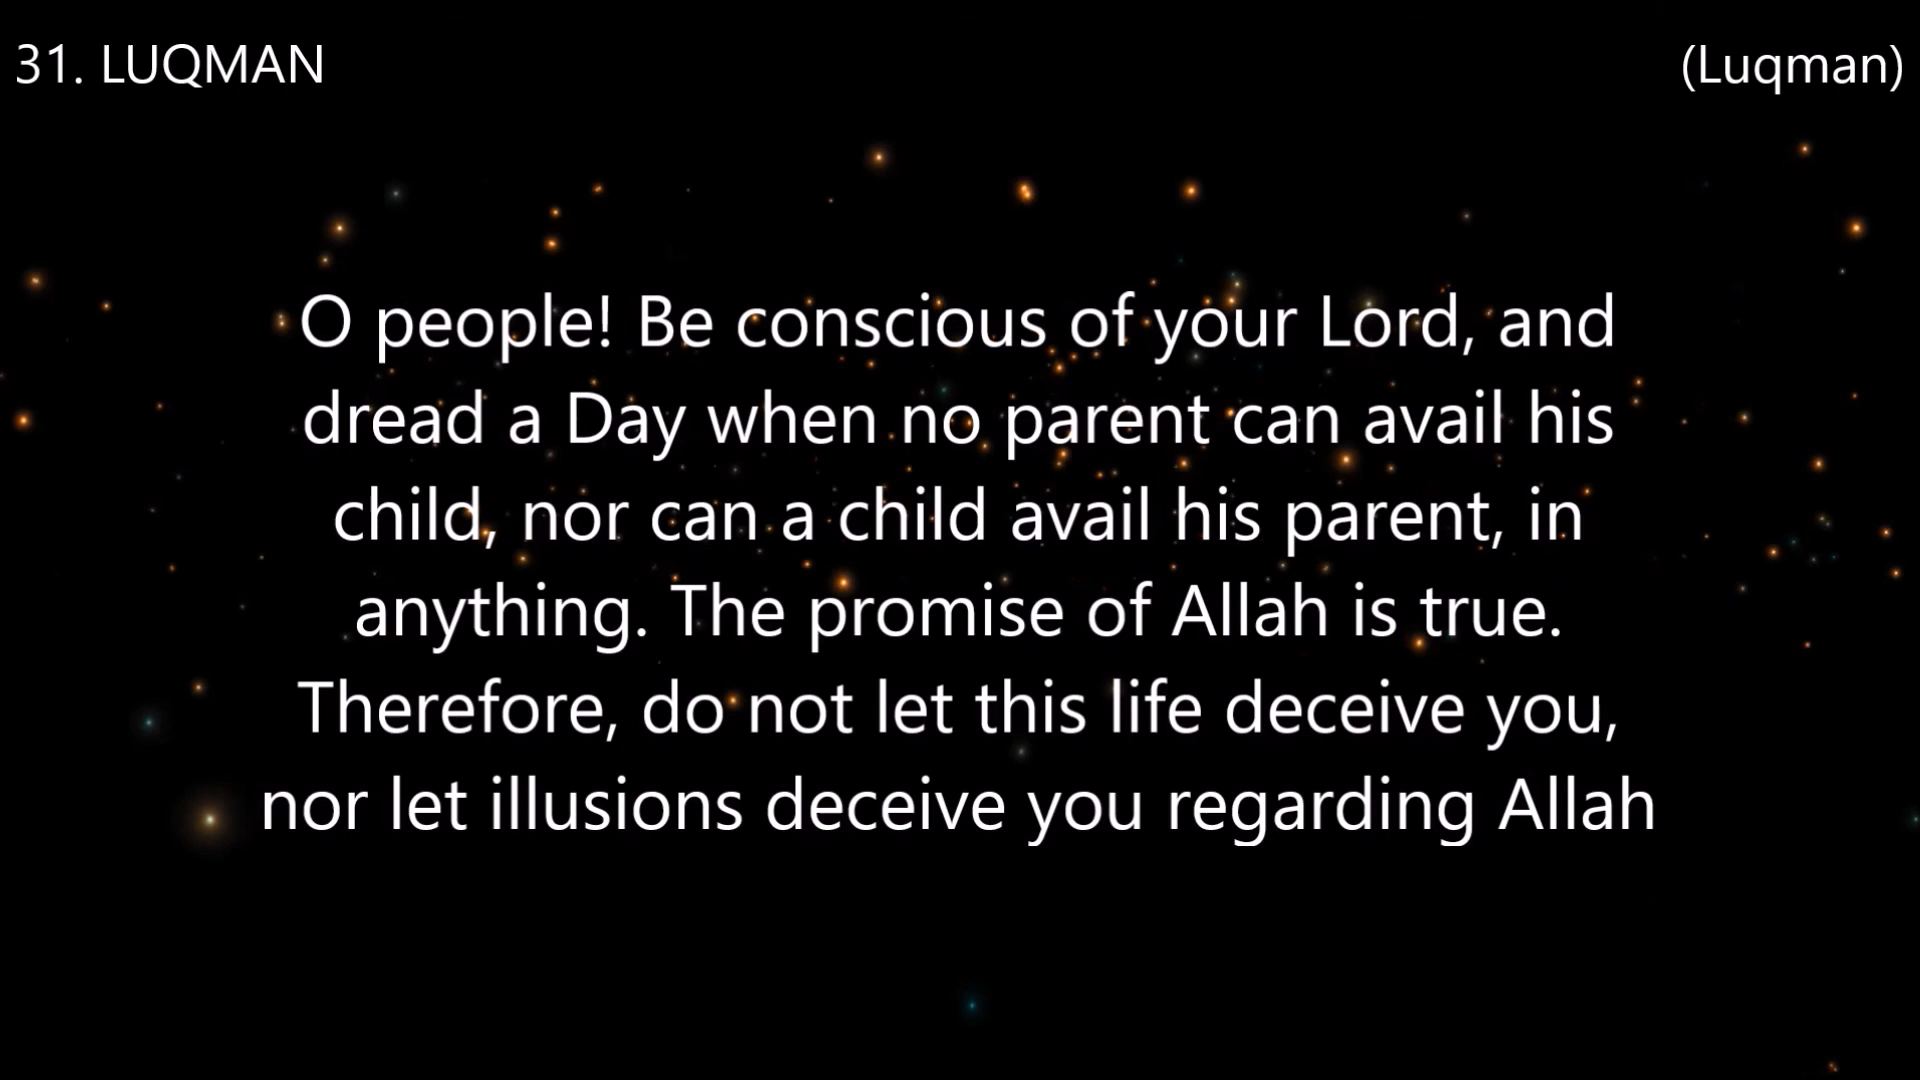 31. LUQMAN
(Luqman)
O people! Be conscious of your Lord, and
dread a Day when no parent can avail his
child, nor can a child avail his parent, in
anything. The promise of Allah is true.
Therefore, do not let this life deceive you,
nor let illusions deceive you regarding Allah